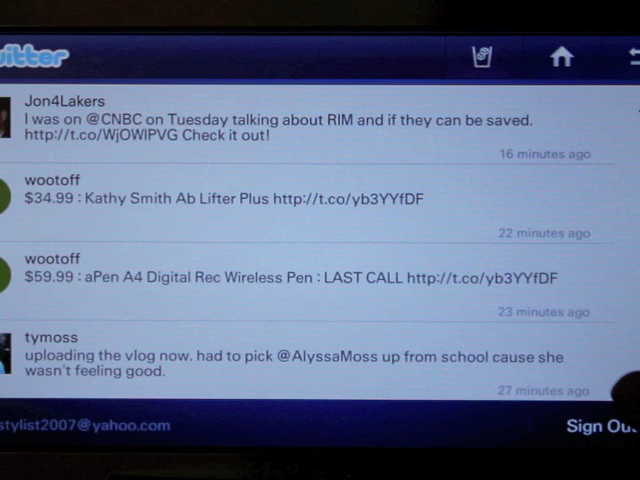 witter
Jon4Lakers
I was on @CNBC on Tuesday talking about RIM and if they can be saved.
http://t.co/WjOWlPVG Check it out!
16 minutes ago
wootoff
$34.99 : Kathy Smith Ab Lifter Plus http://t.co/yb3YYfDF
22 minutes ago
wootoff
$59.99 : aPen A4 Digital Rec Wireless Pen : LAST CALL http://t.co/yb3YYfDF
23 minutes ago
tymoss
uploading the vlog now. had to pick @AlyssaMoss up from school cause she
wasn't feeling good.
27 minutes ago
stylist2007@yahoo.com
Sign Out